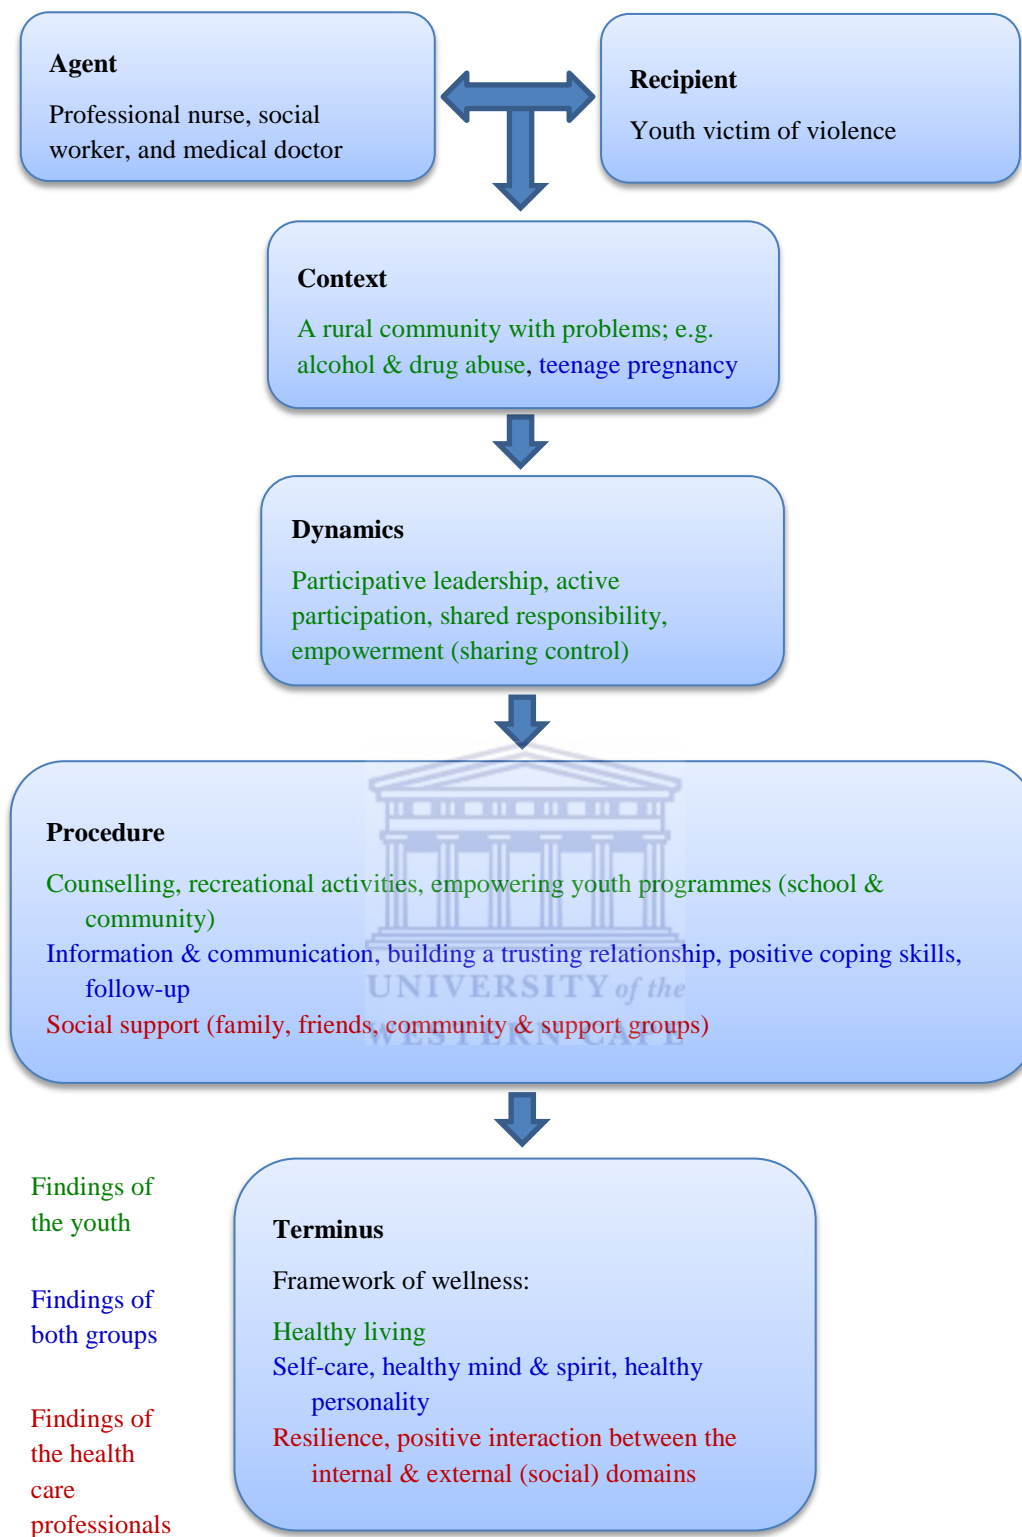 Agent
Professional nurse, social
worker, and medical doctor
Recipient
Youth victim of violence
Context
A rural community with problems; e.g.
alcohol & drug abuse, teenage pregnancy
Dynamics
Participative leadership, active
participation, shared responsibility,
empowerment (sharing control)
Procedure
Counselling, recreational activities, empowering youth programmes (school &
community)
Information & communication, building a trusting relationship, positive coping skills,
follow-up
UNIVERSITY of the
Social support (family, friends, community & support groups)
WESTERN CAPE
Findings of
the youth
Findings of
both groups
Findings of
the health
care
professionals
Terminus
Framework of wellness:
Healthy living
Self-care, healthy mind & spirit, healthy
personality
Resilience, positive interaction between the
internal & external (social) domains